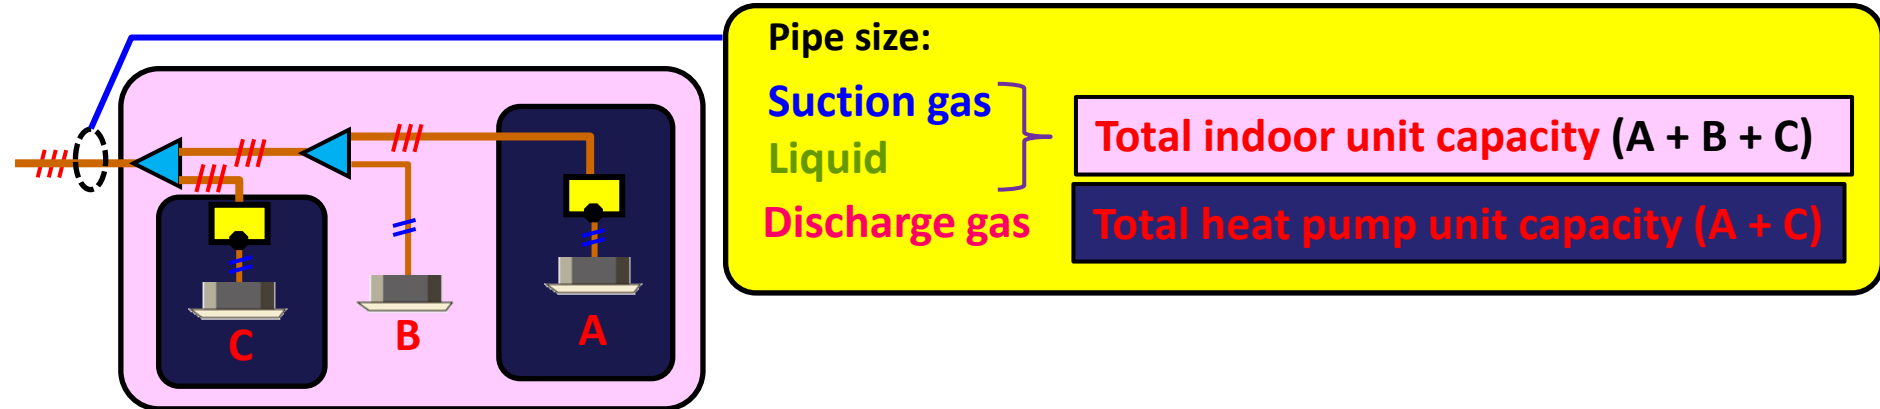 Pipe size:
Suction gas
Liquid
Total indoor unit capacity (A + B + C)
Discharge gas
Total heat pump unit capacity (A + C)
C
B
A